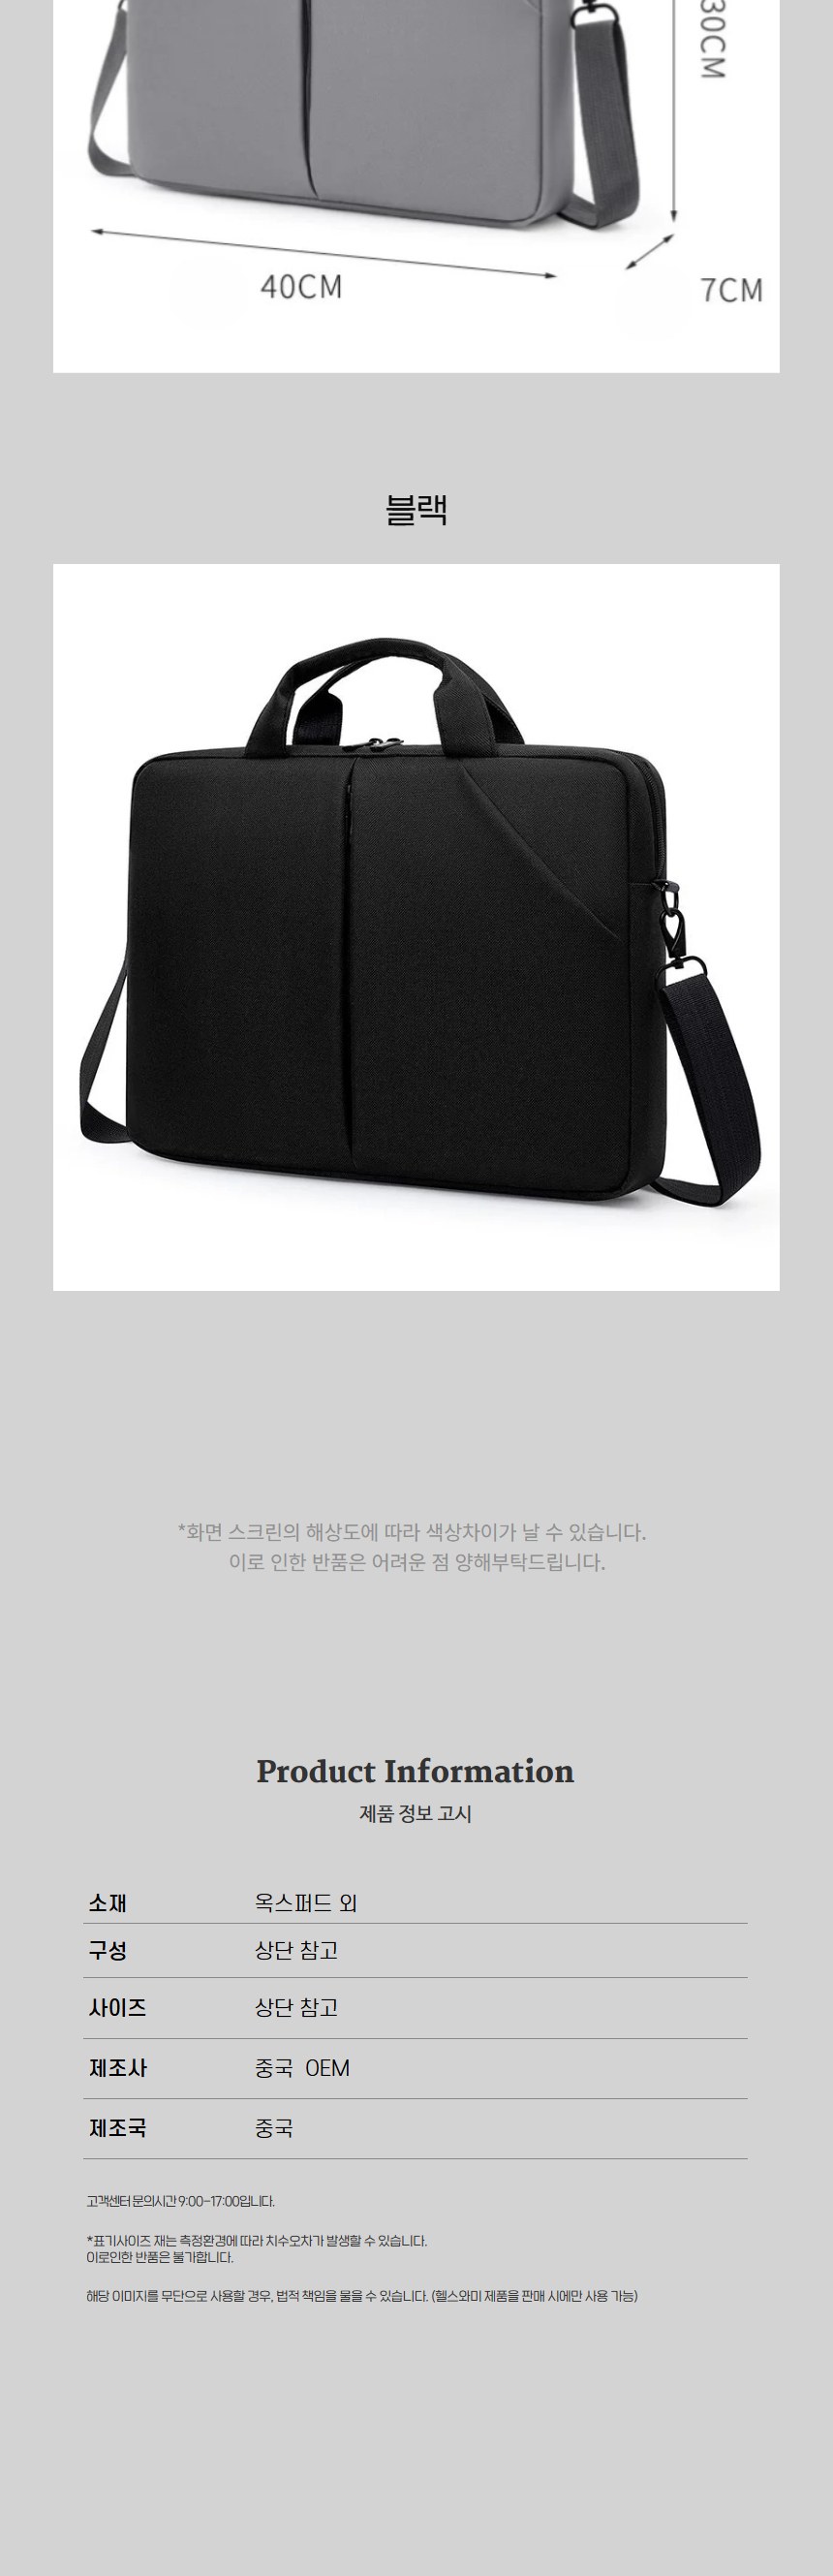 30CM
40CM
7CM
블랙
*화면 스크린의 해상도에 따라 색상차이가 날 수 있습니다.
이로 인한 반품은 어려운 점 양해부탁드립니다.
Product Information
제품 정보 고시
소재 옥스퍼드 외
구성 상단 참고
사이즈 상단 참고
제조사 중국 OEM
제조국 중국
고객센터 문의시간 9:00-17:00입니다.
*표기사이즈 재는 측정환경에 따라 치수오차가 발생할 수 있습니다.
이로인한 반품은 불가합니다.
해당 이미지를 무단으로 사용할 경우, 법적 책임을 물을 수 있습니다. (헬스와미 제품을 판매 시에만 사용 가능)